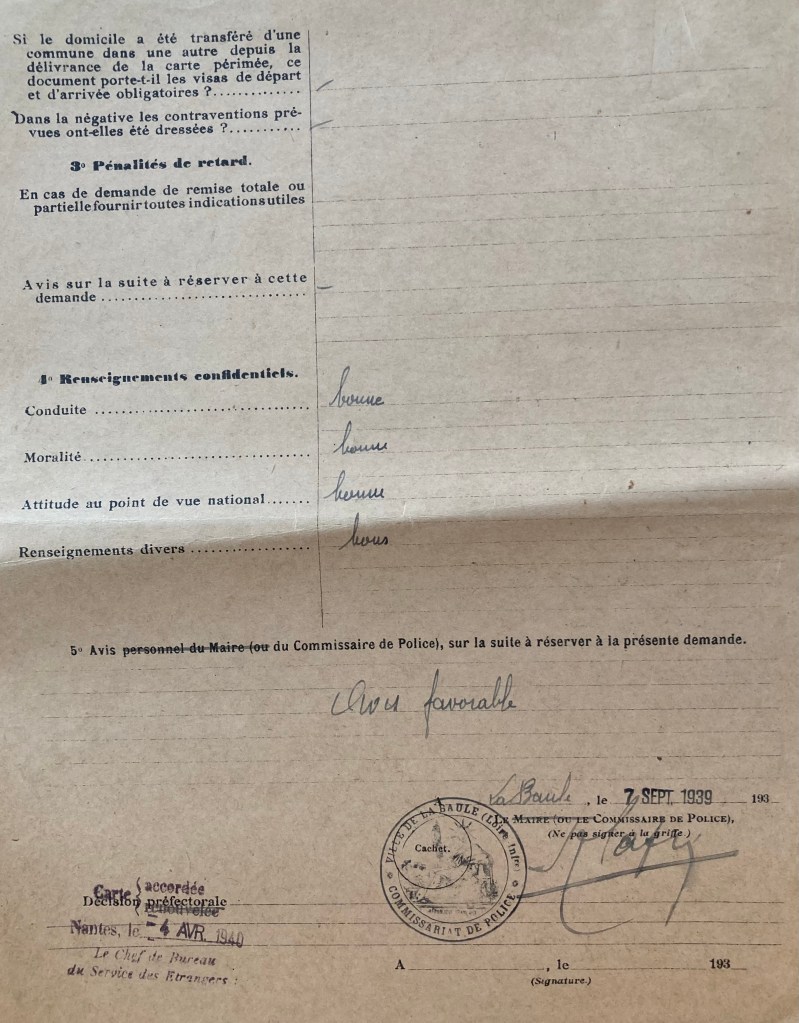 Si le domicile a été transféré d'une
commune dans une autre depuis la
délivrance de la carte périmée, ce
document porte-t-il les visas de départ
et d'arrivée obligatoires ?..............
Dans la négative les contraventions pré-
vues ont-elles été dressées ?...........
3º Pénalités de retard.
En cas de demande de remise totale ou
partielle fournir toutes indications utiles
Avis sur la suite à réserver à cette
demande ..............................
4º Renseignements confidentiels.
Conduite ............................... bonne
Moralité................................ bonne
Attitude au point de vue national....... bonne
Renseignements divers .................. bons
5º Avis personnel du Maire (ou du Commissaire de Police), sur la suite à réserver à la présente demande.
Avis favorable
La Baule, le 7 SEPT. 1939 193
LE MAIRE (OU LE COMMISSAIRE DE POLICE),
(Ne pas signer à la griffe.)
VILLE DE LA BAULE (Loire Infre)
Cachet.
COMMISSARIAT DE POLICE
Carte { accordée
Décision préfectorale
renouvelée
Nantes, le -4 AVR. 1940
Le Chef de Bureau
du Service des Etrangers :
A , le 193
(Signature.)